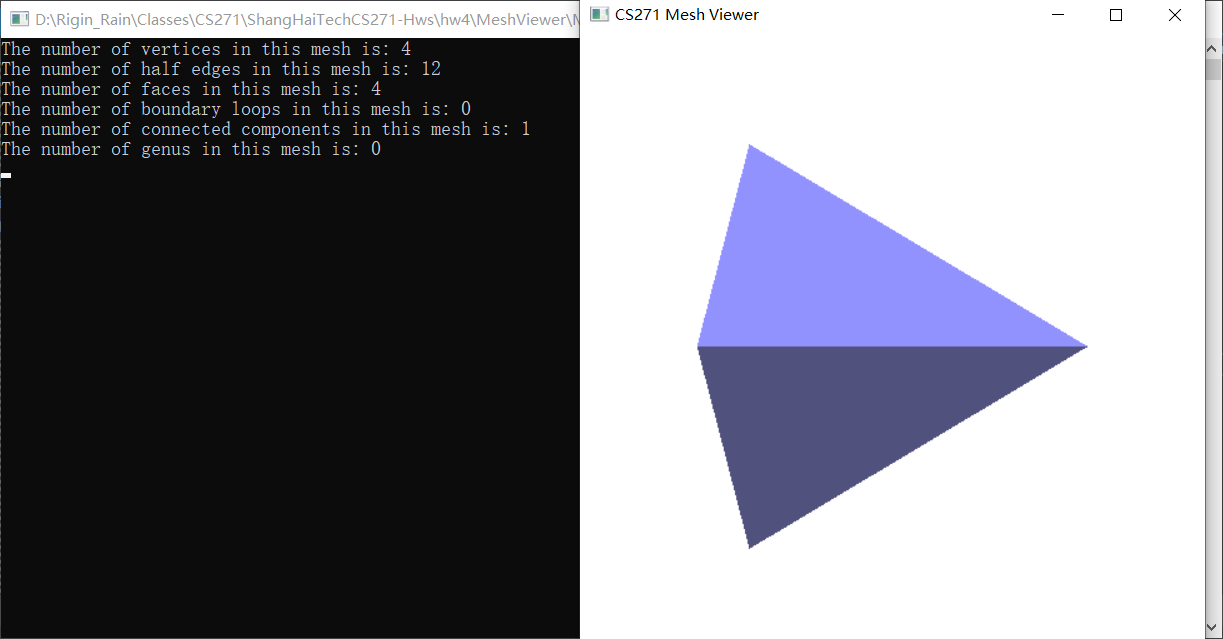 D:\Rigin_Rain\Classes\CS271\ShangHaiTechCS271-Hws\hw4\MeshViewer\
CS271 Mesh Viewer
The number of vertices in this mesh is: 4
The number of half edges in this mesh is: 12
The number of faces in this mesh is: 4
The number of boundary loops in this mesh is: 0
The number of connected components in this mesh is: 1
The number of genus in this mesh is: 0